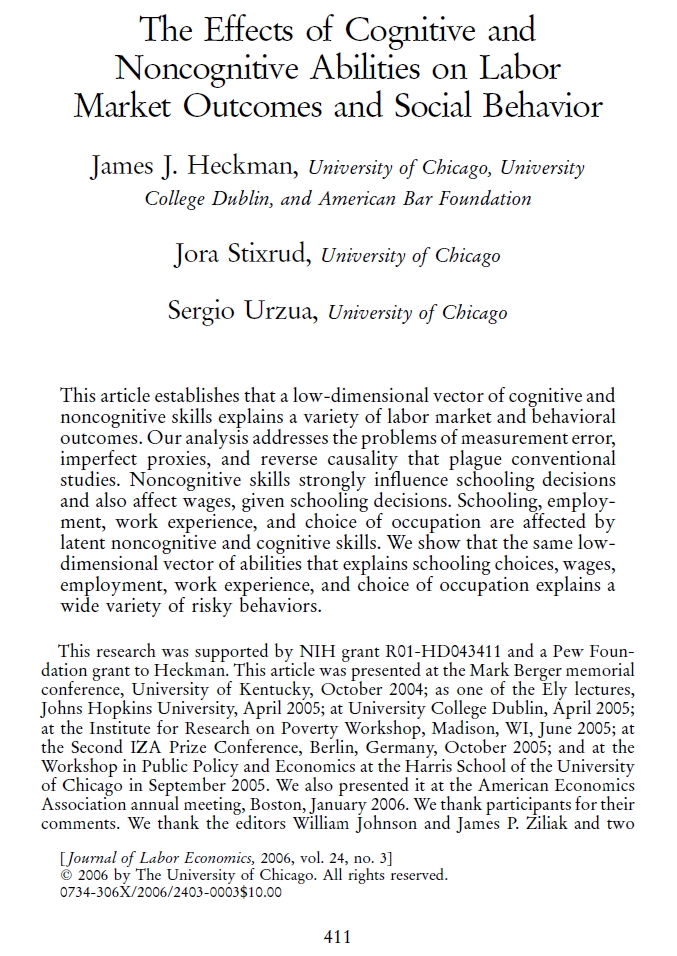 The Effects of Cognitive and
Noncognitive Abilities on Labor
Market Outcomes and Social Behavior
James J. Heckman, University of Chicago, University
College Dublin, and American Bar Foundation
Jora Stixrud, University of Chicago
Sergio Urzua, University of Chicago
This article establishes that a low-dimensional vector of cognitive and
noncognitive skills explains a variety of labor market and behavioral
outcomes. Our analysis addresses the problems of measurement error,
imperfect proxies, and reverse causality that plague conventional
studies. Noncognitive skills strongly influence schooling decisions
and also affect wages, given schooling decisions. Schooling, employ-
ment, work experience, and choice of occupation are affected by
latent noncognitive and cognitive skills. We show that the same low-
dimensional vector of abilities that explains schooling choices, wages,
employment, work experience, and choice of occupation explains a
wide variety of risky behaviors.
This research was supported by NIH grant R01-HD043411 and a Pew Foun-
dation grant to Heckman. This article was presented at the Mark Berger memorial
conference, University of Kentucky, October 2004; as one of the Ely lectures,
Johns Hopkins University, April 2005; at University College Dublin, April 2005;
at the Institute for Research on Poverty Workshop, Madison, WI, June 2005; at
the Second IZA Prize Conference, Berlin, Germany, October 2005; and at the
Workshop in Public Policy and Economics at the Harris School of the University
of Chicago in September 2005. We also presented it at the American Economics
Association annual meeting, Boston, January 2006. We thank participants for their
comments. We thank the editors William Johnson and James P. Ziliak and two
[Journal of Labor Economics, 2006, vol. 24, no. 3]
© 2006 by The University of Chicago. All rights reserved.
0734-306X/2006/2403-0003$10.00
411